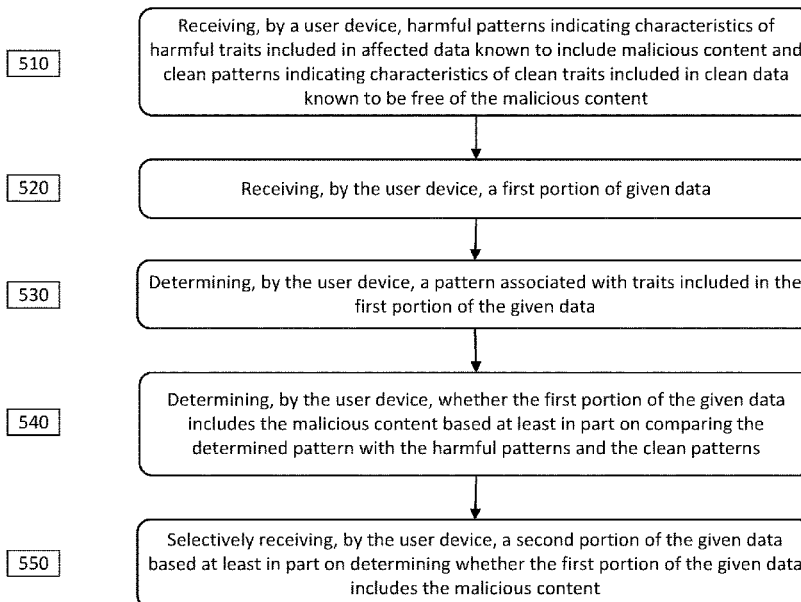 510
Receiving, by a user device, harmful patterns indicating characteristics of
harmful traits included in affected data known to include malicious content and
clean patterns indicating characteristics of clean traits included in clean data
known to be free of the malicious content
520
Receiving, by the user device, a first portion of given data
530
Determining, by the user device, a pattern associated with traits included in the
first portion of the given data
540
Determining, by the user device, whether the first portion of the given data
includes the malicious content based at least in part on comparing the
determined pattern with the harmful patterns and the clean patterns
550
Selectively receiving, by the user device, a second portion of the given data
based at least in part on determining whether the first portion of the given data
includes the malicious content